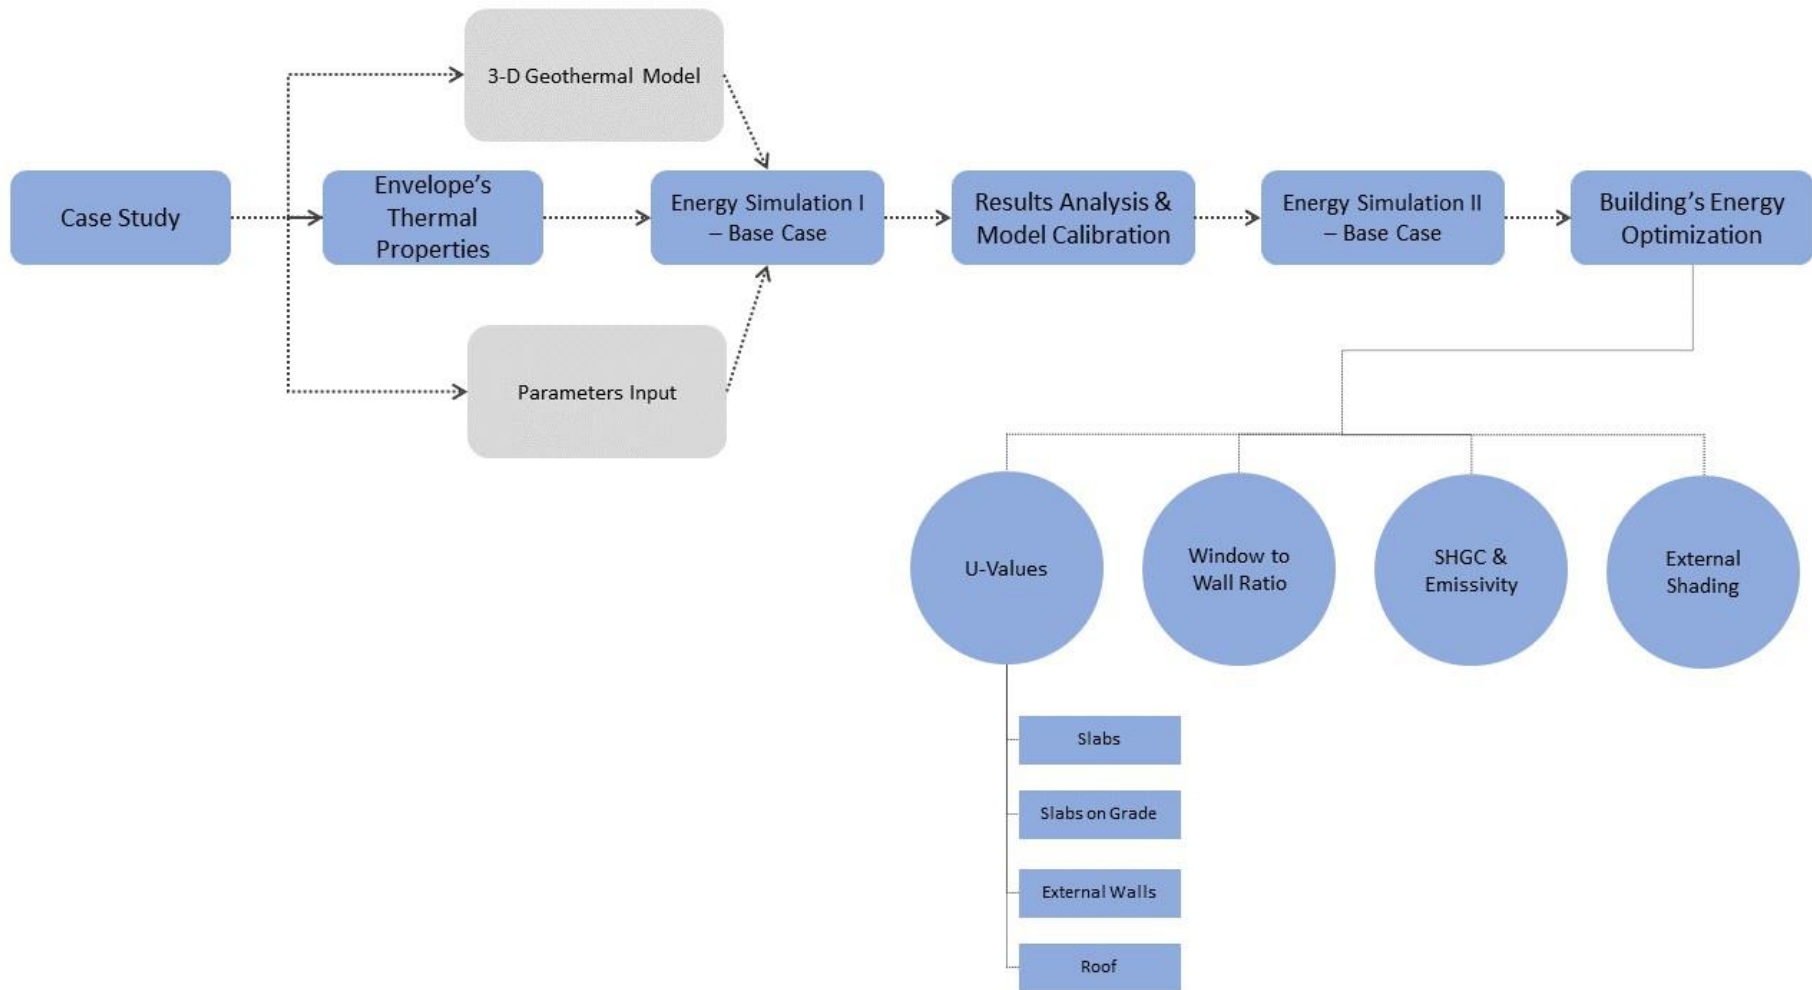 3-D Geothermal Model
Case Study
Envelope's
Thermal
Properties
Energy Simulation I
– Base Case
Results Analysis &
Model Calibration
Energy Simulation II
– Base Case
Building's Energy
Optimization
Parameters Input
U-Values
Window to
Wall Ratio
SHGC &
Emissivity
External
Shading
Slabs
Slabs on Grade
External Walls
Roof